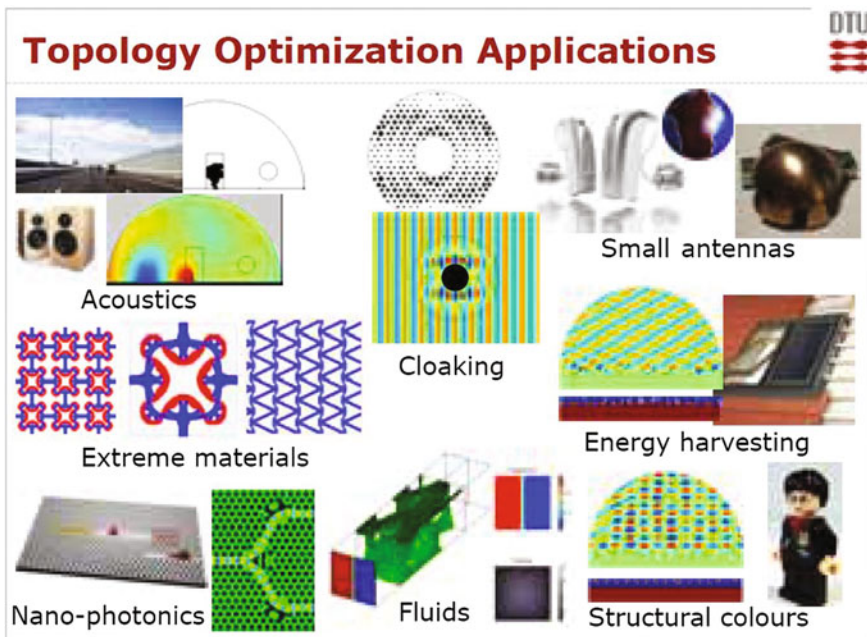 Topology Optimization Applications
DTU
Small antennas
Acoustics
Cloaking
Extreme materials
Energy harvesting
Nano-photonics
Fluids
Structural colours